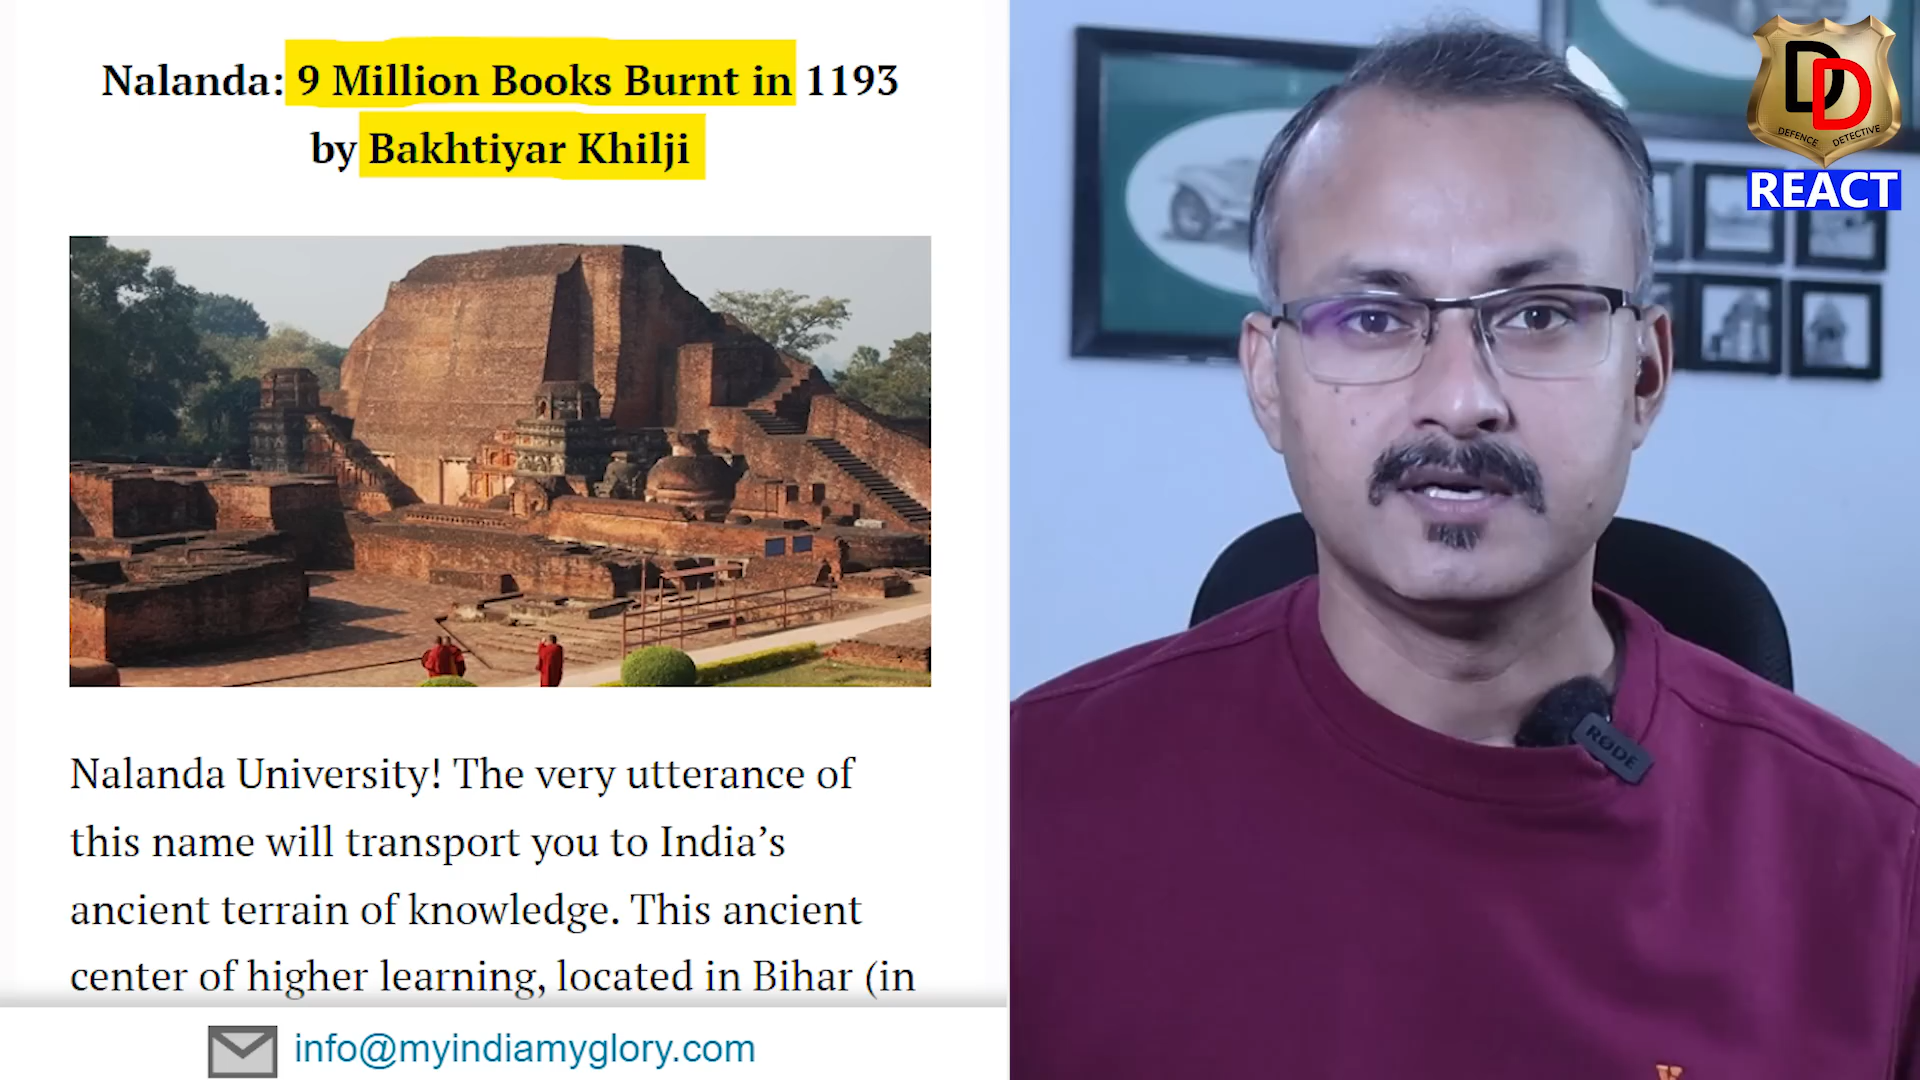 Nalanda: 9 Million Books Burnt in 1193
by Bakhtiyar Khilji
Nalanda University! The very utterance of
this name will transport you to India’s
ancient terrain of knowledge. This ancient
center of higher learning, located in Bihar (in
info@myindiamyglory.com
DD
DEFENCE DETECTIVE
REACT
RØDE